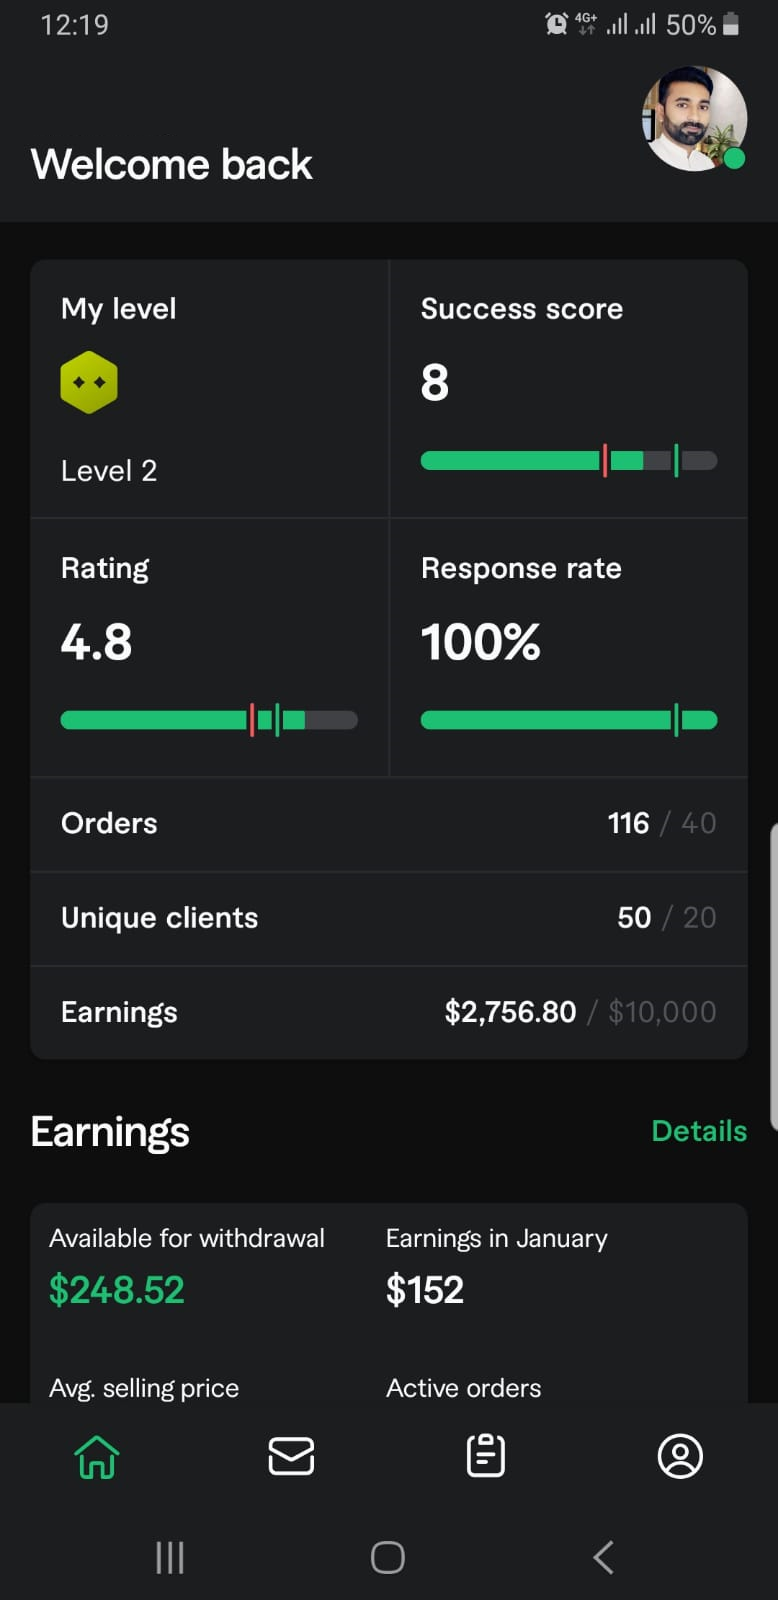 12:19 4G+ 50%
Welcome back
My level
Success score
8
Level 2
Rating
Response rate
4.8
100%
Orders 116 / 40
Unique clients 50 / 20
Earnings $2,756.80 / $10,000
Earnings Details
Available for withdrawal Earnings in January
$248.52 $152
Avg. selling price Active orders